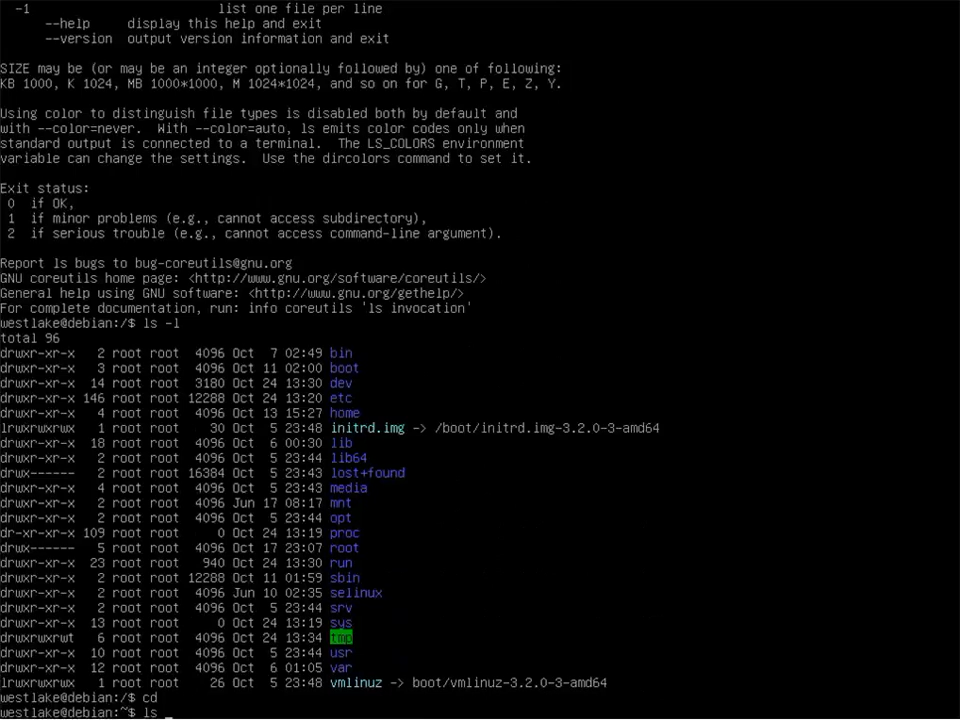 -1                         list one file per line
      --help     display this help and exit
      --version  output version information and exit

SIZE may be (or may be an integer optionally followed by) one of following:
KB 1000, K 1024, MB 1000*1000, M 1024*1024, and so on for G, T, P, E, Z, Y.

Using color to distinguish file types is disabled both by default and
with --color=never.  With --color=auto, ls emits color codes only when
standard output is connected to a terminal.  The LS_COLORS environment
variable can change the settings.  Use the dircolors command to set it.

Exit status:
 0  if OK,
 1  if minor problems (e.g., cannot access subdirectory),
 2  if serious trouble (e.g., cannot access command-line argument).

Report ls bugs to bug-coreutils@gnu.org
GNU coreutils home page: <http://www.gnu.org/software/coreutils/>
General help using GNU software: <http://www.gnu.org/gethelp/>
For complete documentation, run: info coreutils 'ls invocation'
westlake@debian:/$ ls -l
total 96
drwxr-xr-x   2 root root  4096 Oct  7 02:49 bin
drwxr-xr-x   3 root root  4096 Oct 11 02:00 boot
drwxr-xr-x  14 root root  3180 Oct 24 13:30 dev
drwxr-xr-x 146 root root 12288 Oct 24 13:20 etc
drwxr-xr-x   4 root root  4096 Oct 13 15:27 home
lrwxrwxrwx   1 root root    30 Oct  5 23:48 initrd.img -> /boot/initrd.img-3.2.0-3-amd64
drwxr-xr-x  18 root root  4096 Oct  6 00:30 lib
drwxr-xr-x   2 root root  4096 Oct  5 23:44 lib64
drwx------   2 root root 16384 Oct  5 23:43 lost+found
drwxr-xr-x   4 root root  4096 Oct  5 23:43 media
drwxr-xr-x   2 root root  4096 Jun 17 08:17 mnt
drwxr-xr-x   2 root root  4096 Oct  5 23:44 opt
dr-xr-xr-x 109 root root     0 Oct 24 13:19 proc
drwx------   5 root root  4096 Oct 17 23:07 root
drwxr-xr-x  23 root root   940 Oct 24 13:30 run
drwxr-xr-x   2 root root 12288 Oct 11 01:59 sbin
drwxr-xr-x   2 root root  4096 Jun 10 02:35 selinux
drwxr-xr-x   2 root root  4096 Oct  5 23:44 srv
drwxr-xr-x  13 root root     0 Oct 24 13:19 sys
drwxrwxrwt   6 root root  4096 Oct 24 13:34 tmp
drwxr-xr-x  10 root root  4096 Oct  5 23:44 usr
drwxr-xr-x  12 root root  4096 Oct  6 01:05 var
lrwxrwxrwx   1 root root    26 Oct  5 23:48 vmlinuz -> boot/vmlinuz-3.2.0-3-amd64
westlake@debian:/$ cd
westlake@debian:~$ ls _